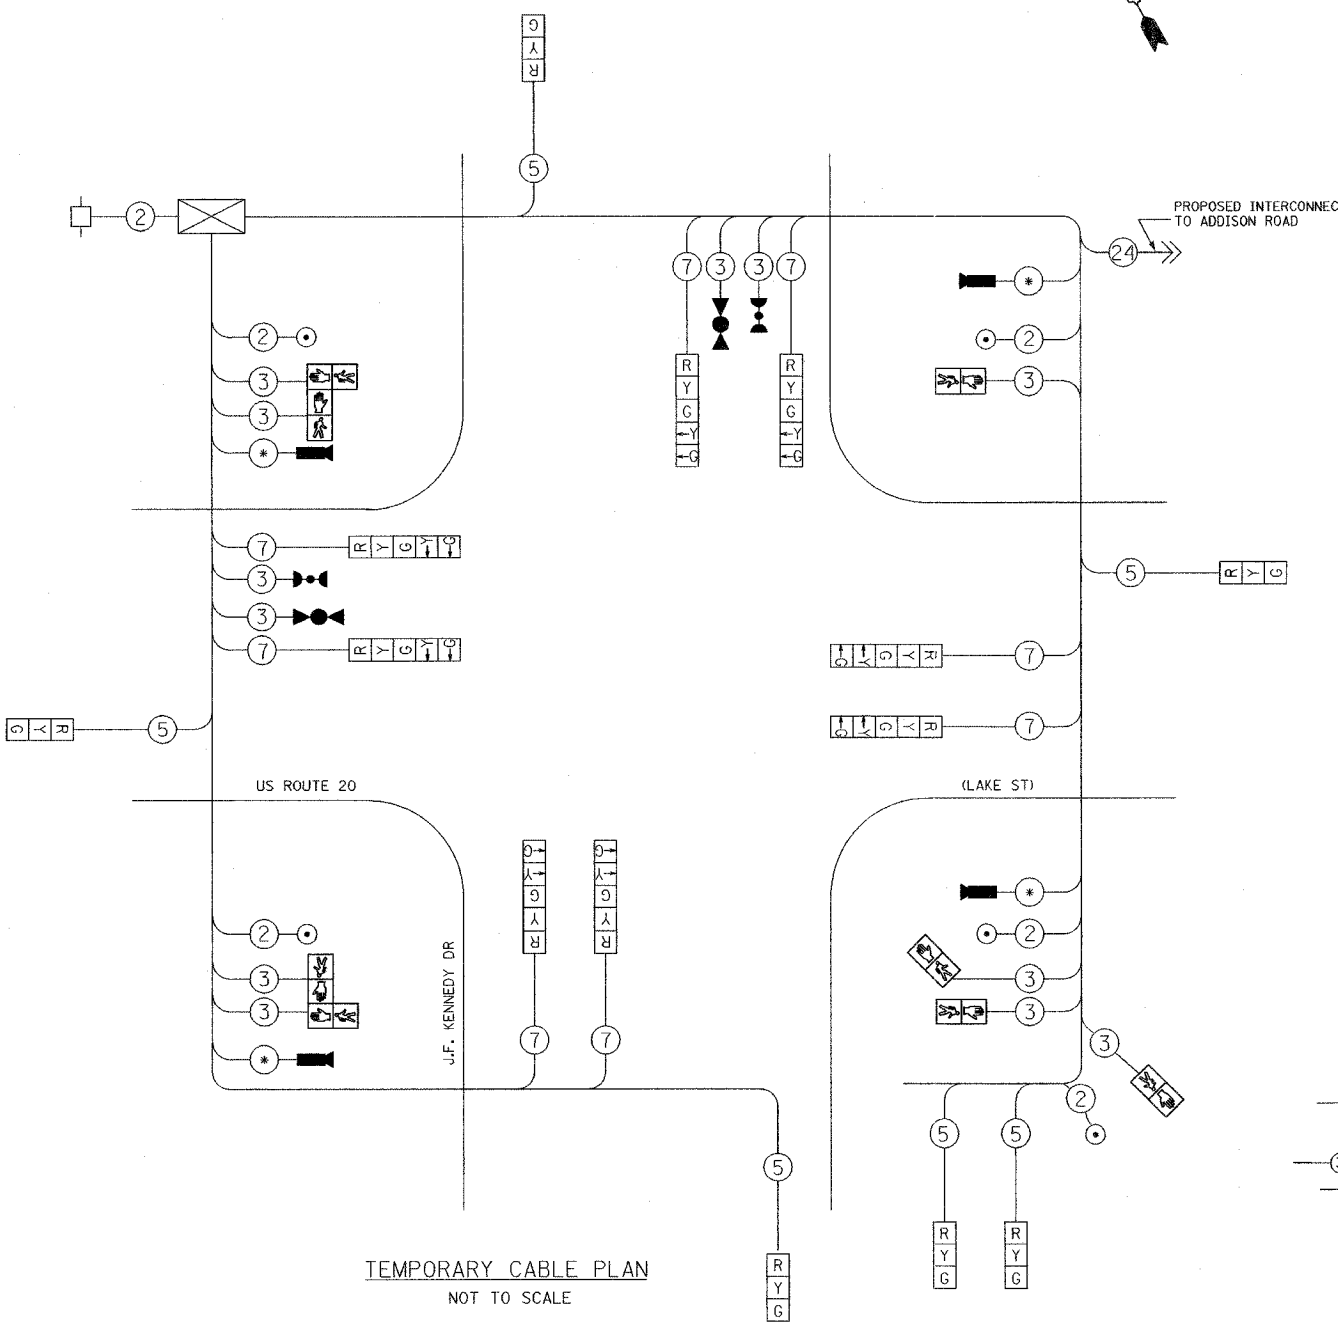 G Y R
5
2
PROPOSED INTERCONNEC
TO ADDISON ROAD
24
7 3 3 7
*
2
3
R Y G Y G
R Y G Y G
2
3
3
*
7 R Y G Y G
3
3
7 R Y G Y G
5 R Y G
G Y G Y R 7
G Y G Y R 7
G Y R 5
US ROUTE 20
(LAKE ST)
G Y G Y R
G Y G Y R
*
2
3
3
2
3
3
*
J.F. KENNEDY DR
7 7
3
2
5 5
5
R Y G
R Y G
R Y G
TEMPORARY CABLE PLAN
NOT TO SCALE